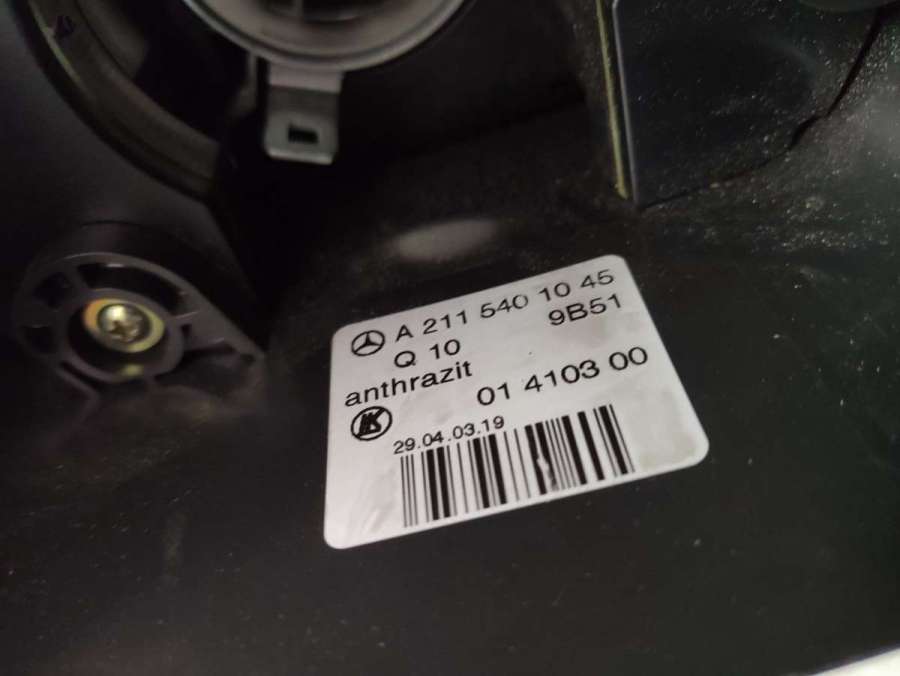 A 211 540 10 45
Q 10 9B51
anthrazit
01 4103 00
29.04.03.19